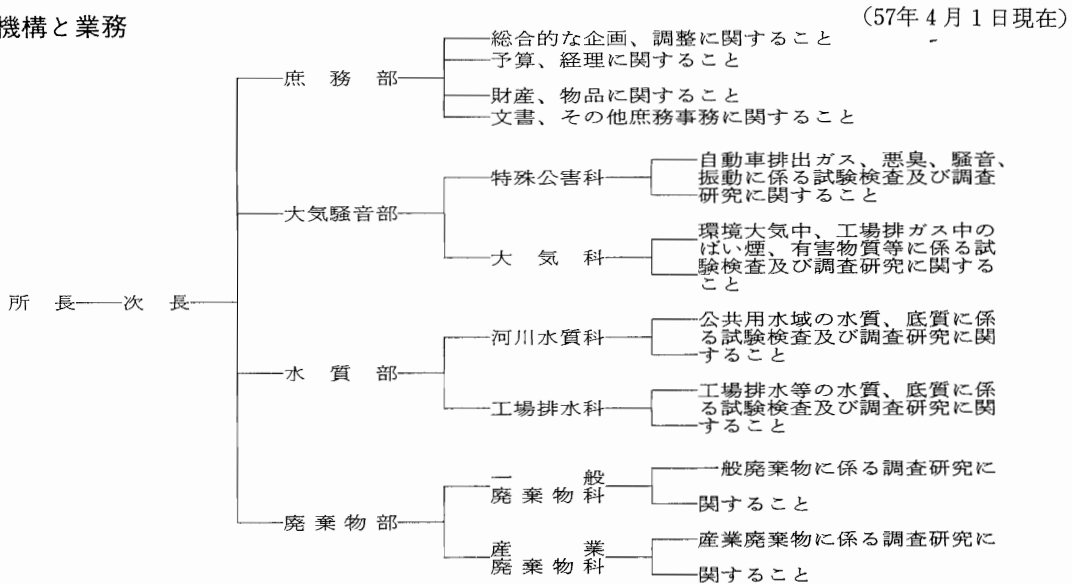 機構と業務
(57年4月1日現在)
所長 次長
庶務部
総合的な企画、調整に関すること
予算、経理に関すること
財産、物品に関すること
文書、その他庶務事務に関すること
大気騒音部
特殊公害科
自動車排出ガス、悪臭、騒音、
振動に係る試験検査及び調査
研究に関すること
大気科
環境大気中、工場排ガス中の
ばい煙、有害物質等に係る試
験検査及び調査研究に関する
こと
水質部
河川水質科
公共用水域の水質、底質に係
る試験検査及び調査研究に関
すること
工場排水科
工場排水等の水質、底質に係
る試験検査及び調査研究に関
すること
廃棄物部
一般
廃棄物科
一般廃棄物に係る調査研究に
関すること
産業
廃棄物科
産業廃棄物に係る調査研究に
関すること